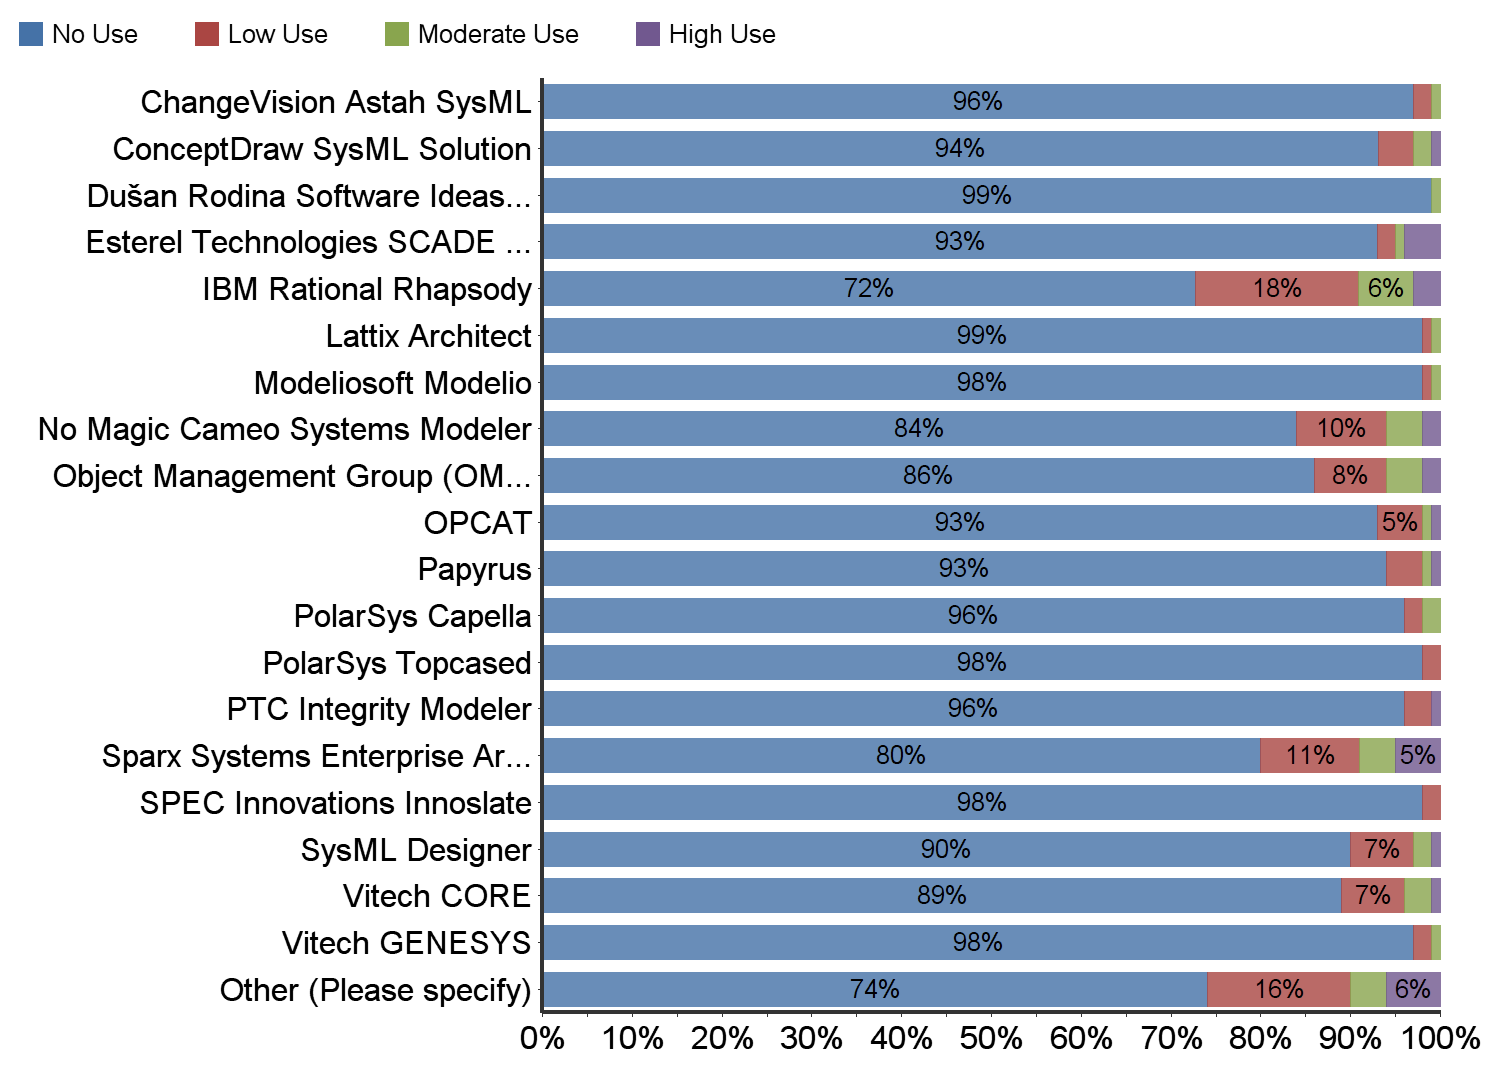 No Use Low Use Moderate Use High Use
ChangeVision Astah SysML 96%
ConceptDraw SysML Solution 94%
Dušan Rodina Software Ideas... 99%
Esterel Technologies SCADE ... 93%
IBM Rational Rhapsody 72% 18% 6%
Lattix Architect 99%
Modeliosoft Modelio 98%
No Magic Cameo Systems Modeler 84% 10%
Object Management Group (OM... 86% 8%
OPCAT 93% 5%
Papyrus 93%
PolarSys Capella 96%
PolarSys Topcased 98%
PTC Integrity Modeler 96%
Sparx Systems Enterprise Ar... 80% 11% 5%
SPEC Innovations Innoslate 98%
SysML Designer 90% 7%
Vitech CORE 89% 7%
Vitech GENESYS 98%
Other (Please specify) 74% 16% 6%
0% 10% 20% 30% 40% 50% 60% 70% 80% 90% 100%